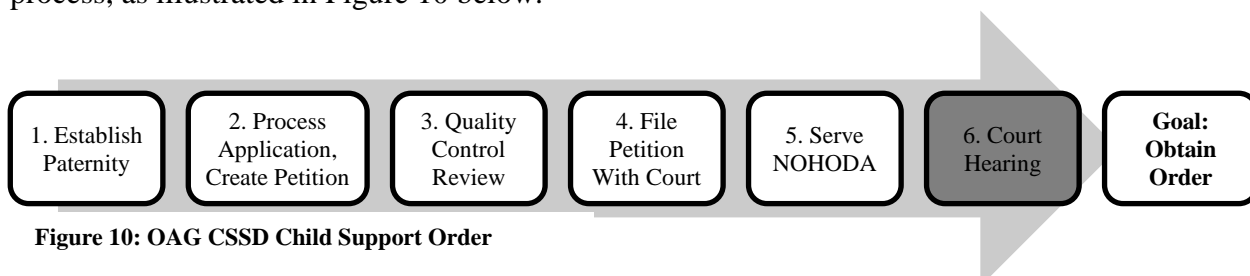 process, as illustrated in Figure 10 below.
1. Establish
Paternity
2. Process
Application,
Create Petition
3. Quality
Control
Review
4. File
Petition
With Court
5. Serve
NOHODA
6. Court
Hearing
Goal:
Obtain
Order
Figure 10: OAG CSSD Child Support Order